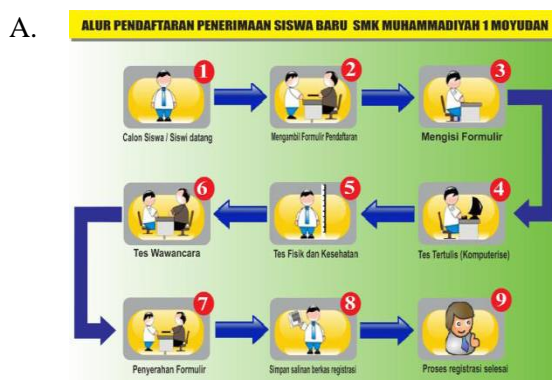 A.
ALUR PENDAFTARAN PENERIMAAN SISWA BARU SMK MUHAMMADIYAH 1 MOYUDAN
1
2
3
Calon Siswa / Siswi datang
Mengambil Formulir Pendaftaran
Mengisi Formulir
6
5
4
Tes Wawancara
Tes Fisik dan Kesehatan
Tes Tertulis (Komputerise)
7
8
9
Penyerahan Formulir
Simpan salinan berkas registrasi
Proses registrasi selesai